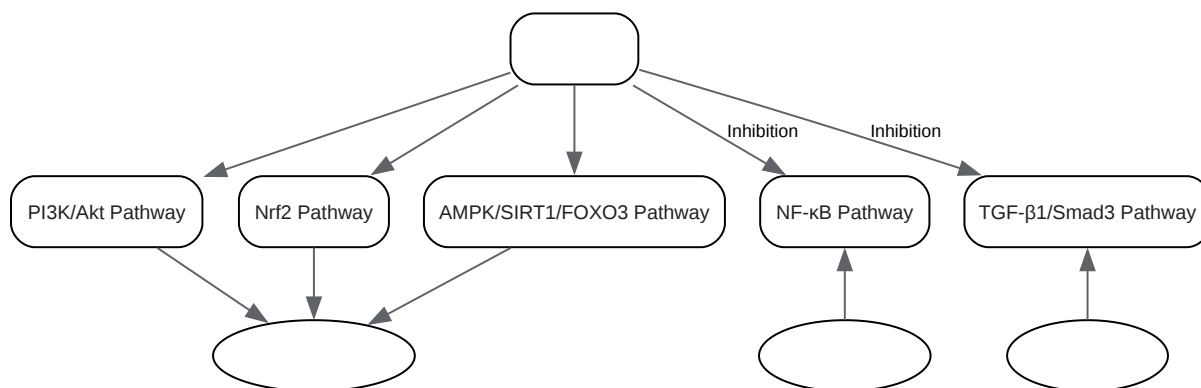 Inhibition
Inhibition
PI3K/Akt Pathway
Nrf2 Pathway
AMPK/SIRT1/FOXO3 Pathway
NF-κB Pathway
TGF-β1/Smad3 Pathway